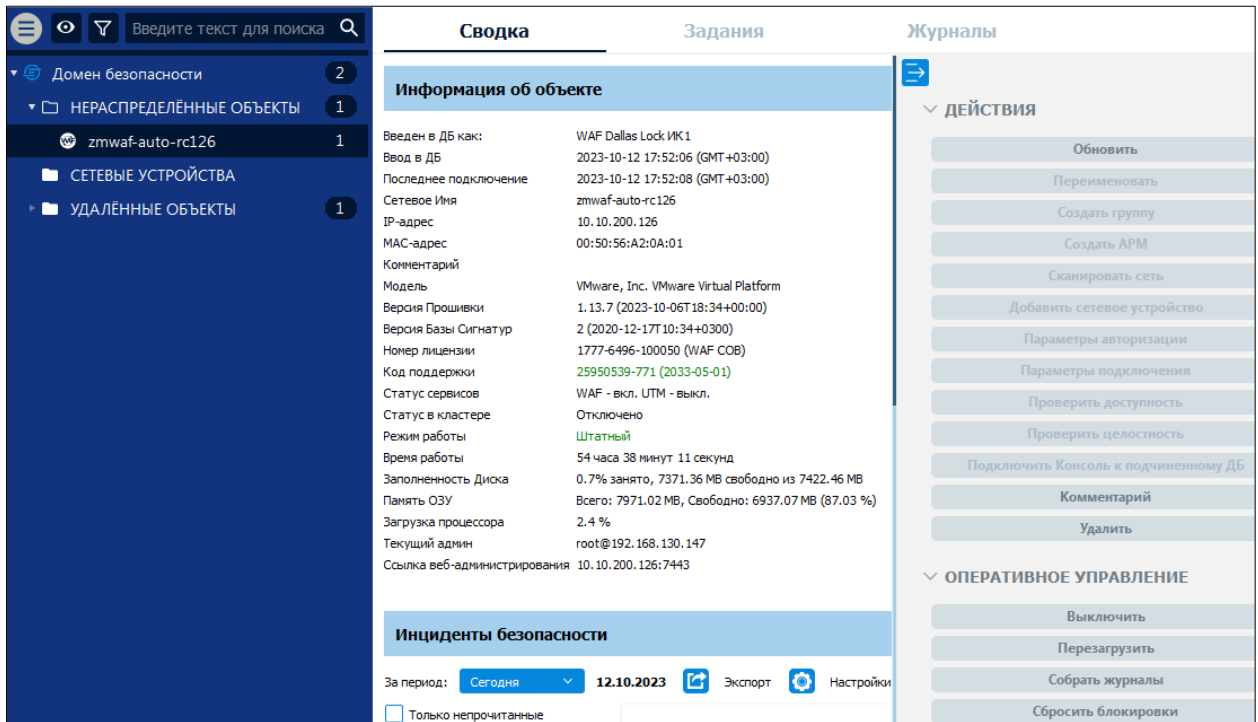 Введите текст для поиска
Домен безопасности 2
НЕРАСПРЕДЕЛЁННЫЕ ОБЪЕКТЫ 1
zmwaf-auto-rc126 1
СЕТЕВЫЕ УСТРОЙСТВА
УДАЛЁННЫЕ ОБЪЕКТЫ 1
Сводка Задания Журналы
Информация об объекте
Введен в ДБ как: WAF Dallas Lock ИК1
Ввод в ДБ 2023-10-12 17:52:06 (GMT+03:00)
Последнее подключение 2023-10-12 17:52:08 (GMT+03:00)
Сетевое Имя zmwaf-auto-rc126
IP-адрес 10.10.200.126
MAC-адрес 00:50:56:A2:0A:01
Комментарий
Модель VMware, Inc. VMware Virtual Platform
Версия Прошивки 1.13.7 (2023-10-06T18:34+00:00)
Версия Базы Сигнатур 2 (2020-12-17T10:34+0300)
Номер лицензии 1777-6496-100050 (WAF СОВ)
Код поддержки 25950539-771 (2033-05-01)
Статус сервисов WAF - вкл. UTM - выкл.
Статус в кластере Отключено
Режим работы Штатный
Время работы 54 часа 38 минут 11 секунд
Заполненность Диска 0.7% занято, 7371.36 MB свободно из 7422.46 MB
Память ОЗУ Всего: 7971.02 MB, Свободно: 6937.07 MB (87.03 %)
Загрузка процессора 2.4 %
Текущий админ root@192.168.130.147
Ссылка веб-администрирования 10.10.200.126:7443
Инциденты безопасности
За период: Сегодня 12.10.2023 Экспорт Настройки
Только непрочитанные
ДЕЙСТВИЯ
Обновить
Переименовать
Создать группу
Создать АРМ
Сканировать сеть
Добавить сетевое устройство
Параметры авторизации
Параметры подключения
Проверить доступность
Проверить целостность
Подключить Консоль к подчиненному ДБ
Комментарий
Удалить
ОПЕРАТИВНОЕ УПРАВЛЕНИЕ
Выключить
Перезагрузить
Собрать журналы
Сбросить блокировки